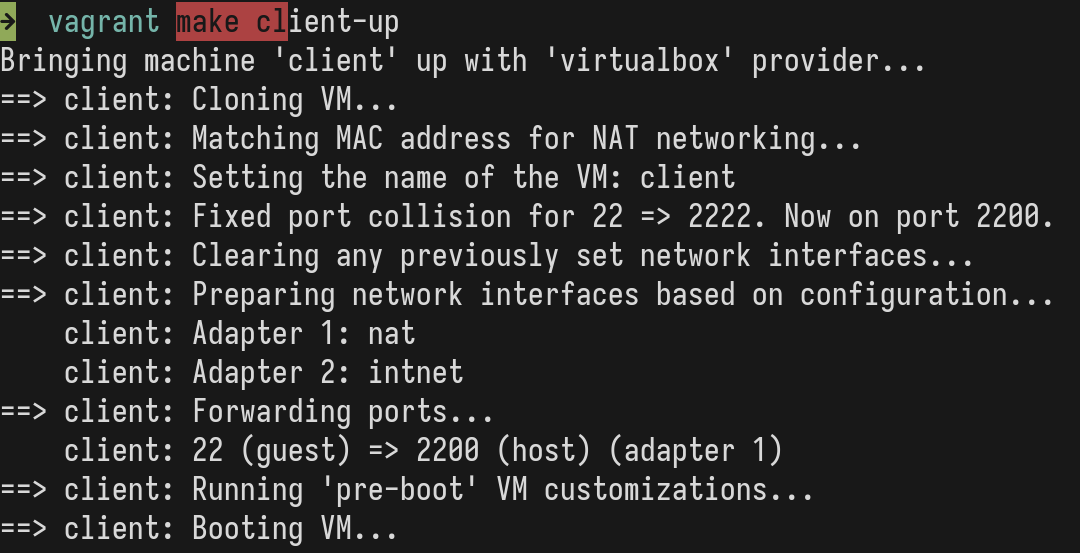 →  vagrant make client-up
Bringing machine 'client' up with 'virtualbox' provider...
==> client: Cloning VM...
==> client: Matching MAC address for NAT networking...
==> client: Setting the name of the VM: client
==> client: Fixed port collision for 22 => 2222. Now on port 2200.
==> client: Clearing any previously set network interfaces...
==> client: Preparing network interfaces based on configuration...
    client: Adapter 1: nat
    client: Adapter 2: intnet
==> client: Forwarding ports...
    client: 22 (guest) => 2200 (host) (adapter 1)
==> client: Running 'pre-boot' VM customizations...
==> client: Booting VM...